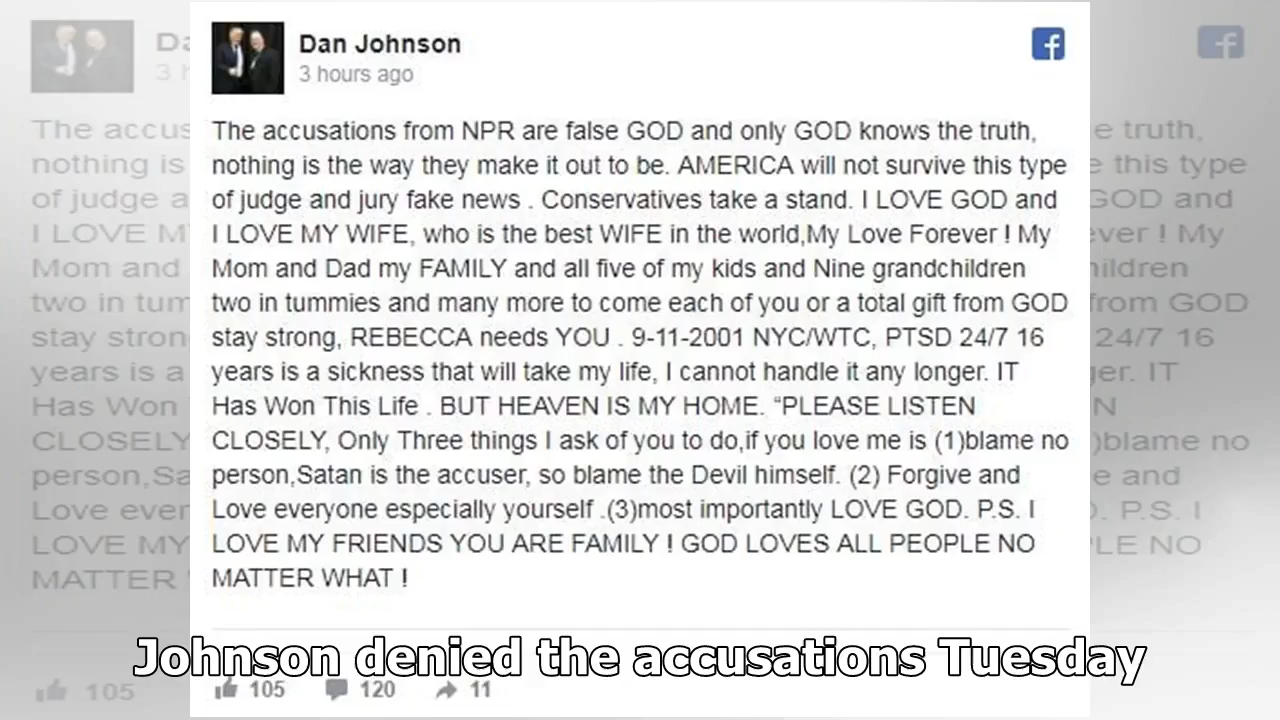 Dan Johnson
3 hours ago
The accusations from NPR are false GOD and only GOD knows the truth,
nothing is the way they make it out to be. AMERICA will not survive this type
of judge and jury fake news . Conservatives take a stand. I LOVE GOD and
I LOVE MY WIFE, who is the best WIFE in the world,My Love Forever ! My
Mom and Dad my FAMILY and all five of my kids and Nine grandchildren
two in tummies and many more to come each of you or a total gift from GOD
stay strong, REBECCA needs YOU . 9-11-2001 NYC/WTC, PTSD 24/7 16
years is a sickness that will take my life, I cannot handle it any longer. IT
Has Won This Life . BUT HEAVEN IS MY HOME. “PLEASE LISTEN
CLOSELY, Only Three things I ask of you to do,if you love me is (1)blame no
person,Satan is the accuser, so blame the Devil himself. (2) Forgive and
Love everyone especially yourself .(3)most importantly LOVE GOD. P.S. I
LOVE MY FRIENDS YOU ARE FAMILY ! GOD LOVES ALL PEOPLE NO
MATTER WHAT !
Johnson denied the accusations Tuesday
105 120 11